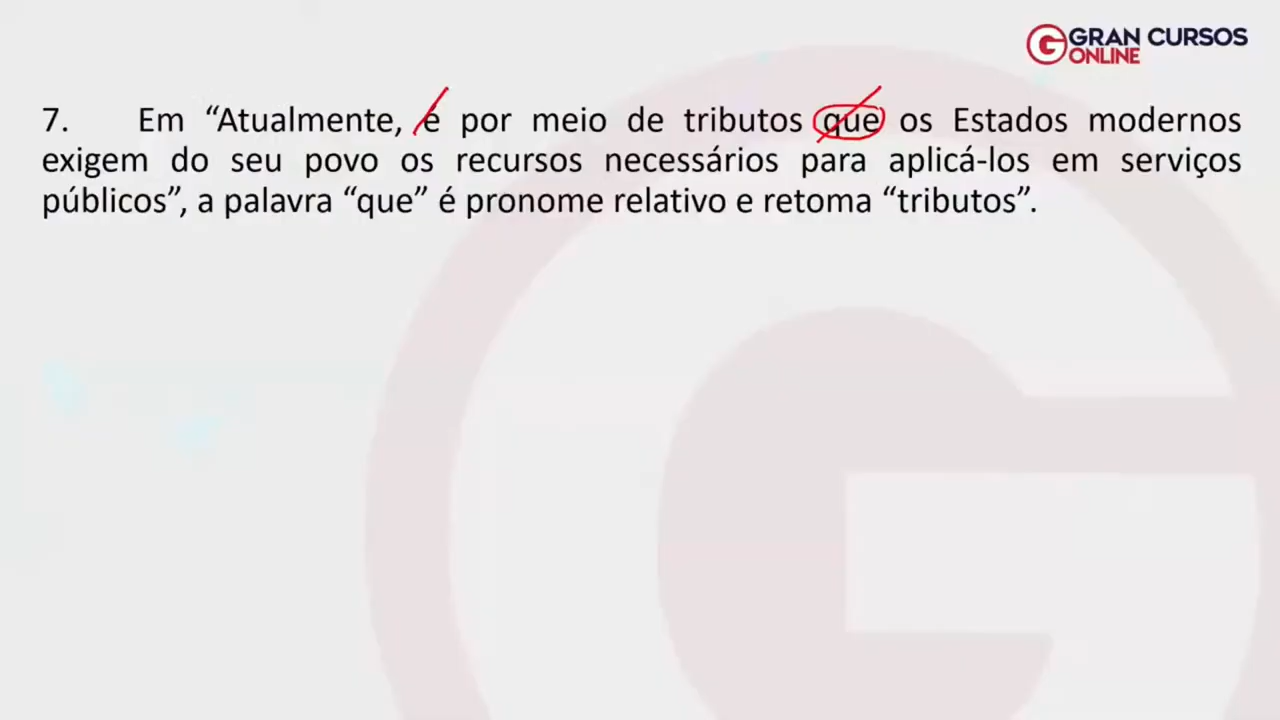 GRAN CURSOS
ONLINE
7. Em “Atualmente, é por meio de tributos que os Estados modernos
exigem do seu povo os recursos necessários para aplicá-los em serviços
públicos”, a palavra “que” é pronome relativo e retoma “tributos”.